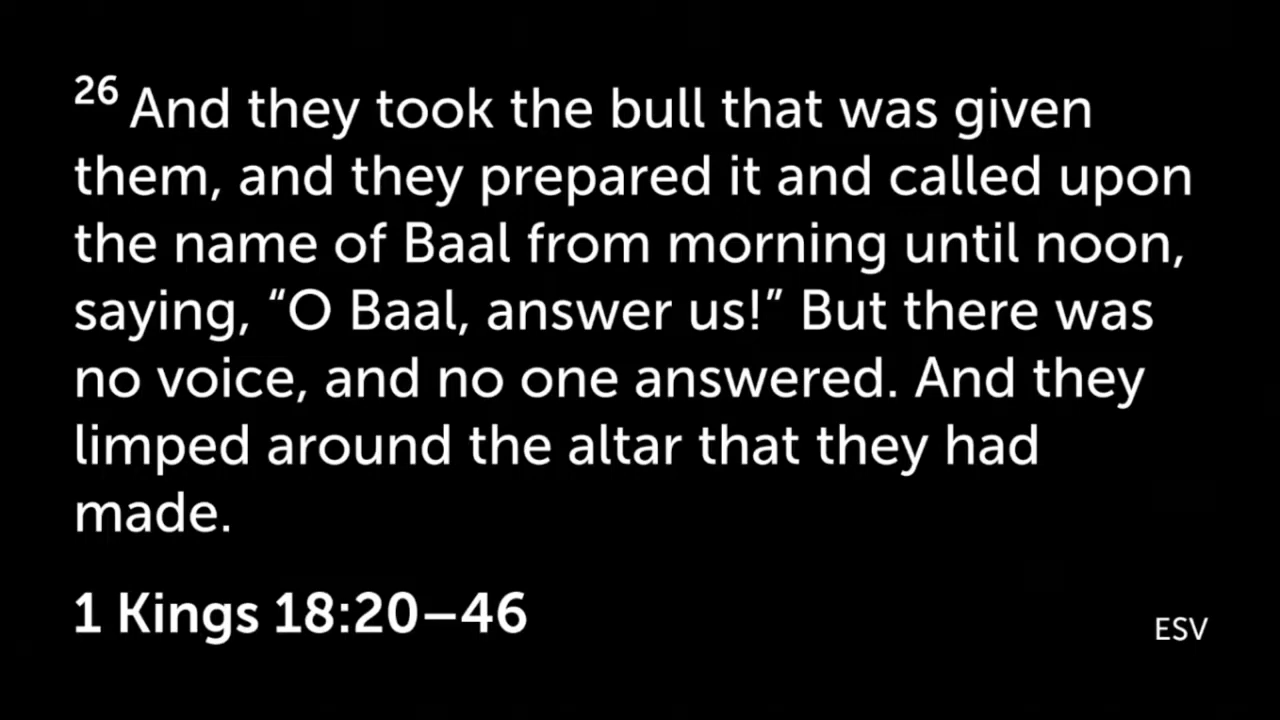 26 And they took the bull that was given
them, and they prepared it and called upon
the name of Baal from morning until noon,
saying, “O Baal, answer us!” But there was
no voice, and no one answered. And they
limped around the altar that they had
made.
1 Kings 18:20–46
ESV